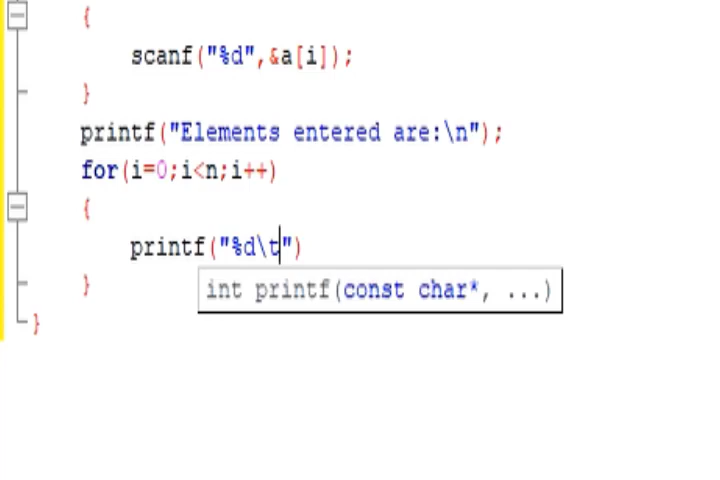 {
scanf("%d",&a[i]);
}
printf("Elements entered are:\n");
for(i=0;i<n;i++)
{
printf("%d\t")
int printf(const char*, ...)
}
}